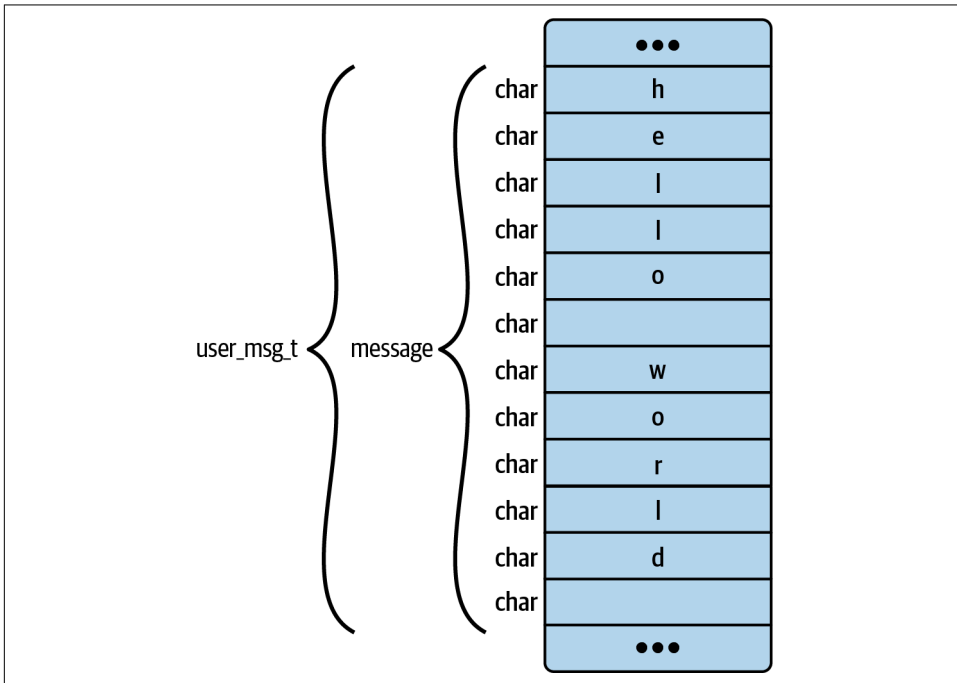 •••
char h
char e
char l
char l
char o
char
user_msg_t message
char w
char o
char r
char l
char d
char
•••